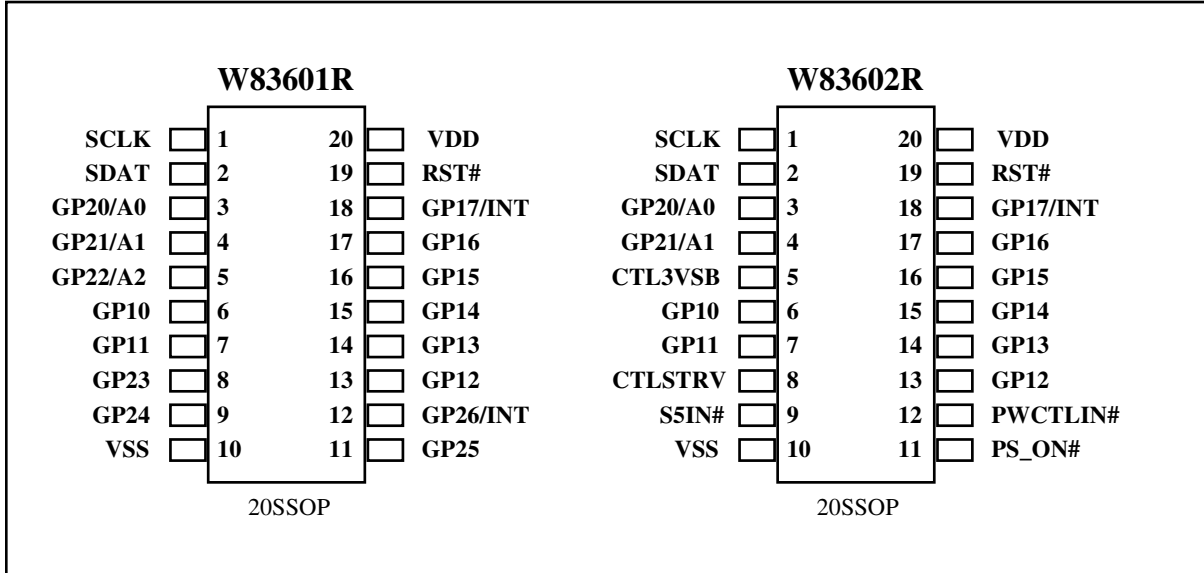 W83601R
SCLK 1 20 VDD
SDAT 2 19 RST#
GP20/A0 3 18 GP17/INT
GP21/A1 4 17 GP16
GP22/A2 5 16 GP15
GP10 6 15 GP14
GP11 7 14 GP13
GP23 8 13 GP12
GP24 9 12 GP26/INT
VSS 10 11 GP25
20SSOP
W83602R
SCLK 1 20 VDD
SDAT 2 19 RST#
GP20/A0 3 18 GP17/INT
GP21/A1 4 17 GP16
CTL3VSB 5 16 GP15
GP10 6 15 GP14
GP11 7 14 GP13
CTLSTRV 8 13 GP12
S5IN# 9 12 PWCTLIN#
VSS 10 11 PS_ON#
20SSOP